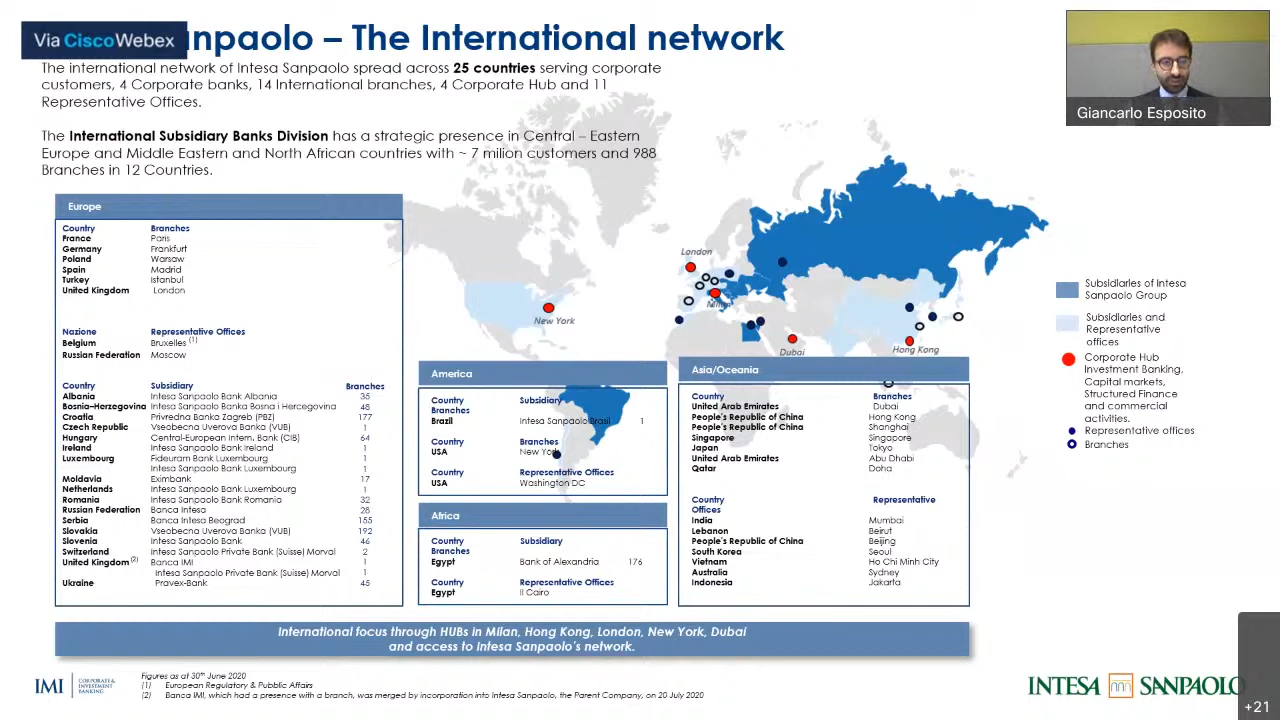 Via CiscoWebex
npaolo – The International network
The international network of Intesa Sanpaolo spread across 25 countries serving corporate
customers, 4 Corporate banks, 14 International branches, 4 Corporate Hub and 11
Representative Offices.
The International Subsidiary Banks Division has a strategic presence in Central – Eastern
Europe and Middle Eastern and North African countries with ~ 7 milion customers and 988
Branches in 12 Countries.
Giancarlo Esposito
Europe
Country Branches
France Paris
Germany Frankfurt
Poland Warsaw
Spain Madrid
Turkey Istanbul
United Kingdom London
Nazione Representative Offices
Belgium Bruxelles (1)
Russian Federation Moscow
Country Subsidiary Branches
Albania Intesa Sanpaolo Bank Albania 35
Bosnia–Herzegovina Intesa Sanpaolo Banka Bosna i Hercegovina 48
Croatia Privredna Banka Zagreb (PBZ) 177
Czech Republic Vseobecna Uverova Banka (VUB) 1
Hungary Central-European Intern. Bank (CIB) 64
Ireland Intesa Sanpaolo Bank Ireland 1
Luxembourg Fideuram Bank Luxembourg 1
Intesa Sanpaolo Bank Luxembourg 1
Moldavia Eximbank 17
Netherlands Intesa Sanpaolo Bank Luxembourg 1
Romania Intesa Sanpaolo Bank Romania 32
Russian Federation Banca Intesa 28
Serbia Banca Intesa Beograd 155
Slovakia Vseobecna Uverova Banka (VUB) 192
Slovenia Intesa Sanpaolo Bank 46
Switzerland Intesa Sanpaolo Private Bank (Suisse) Morval 2
United Kingdom (2) Banca IMI 1
Intesa Sanpaolo Private Bank (Suisse) Morval 1
Ukraine Pravex-Bank 45
London
Milan
New York
Dubai
Hong Kong
America
Country Subsidiary
Branches
Brazil Intesa Sanpaolo Brasil 1
Country Branches
USA New York
Country Representative Offices
USA Washington DC
Africa
Country Subsidiary
Branches
Egypt Bank of Alexandria 176
Country Representative Offices
Egypt Il Cairo
Asia/Oceania
Country Branches
United Arab Emirates Dubai
People's Republic of China Hong Kong
People's Republic of China Shanghai
Singapore Singapore
Japan Tokyo
United Arab Emirates Abu Dhabi
Qatar Doha
Country Representative
Offices
India Mumbai
Lebanon Beirut
People's Republic of China Beijing
South Korea Seoul
Vietnam Ho Chi Minh City
Australia Sydney
Indonesia Jakarta
Subsidiaries of Intesa
Sanpaolo Group
Subsidiaries and
Representative
offices
Corporate Hub
Investment Banking,
Capital markets,
Structured Finance
and commercial
activities.
Representative offices
Branches
International focus through HUBs in Milan, Hong Kong, London, New York, Dubai
and access to Intesa Sanpaolo's network.
IMI CORPORATE & INVESTMENT BANKING
Figures as at 30th June 2020
(1) European Regulatory & Pubblic Affairs
(2) Banca IMI, which had a presence with a branch, was merged by incorporation into Intesa Sanpaolo, the Parent Company, on 20 July 2020
INTESA SANPAOLO
+21